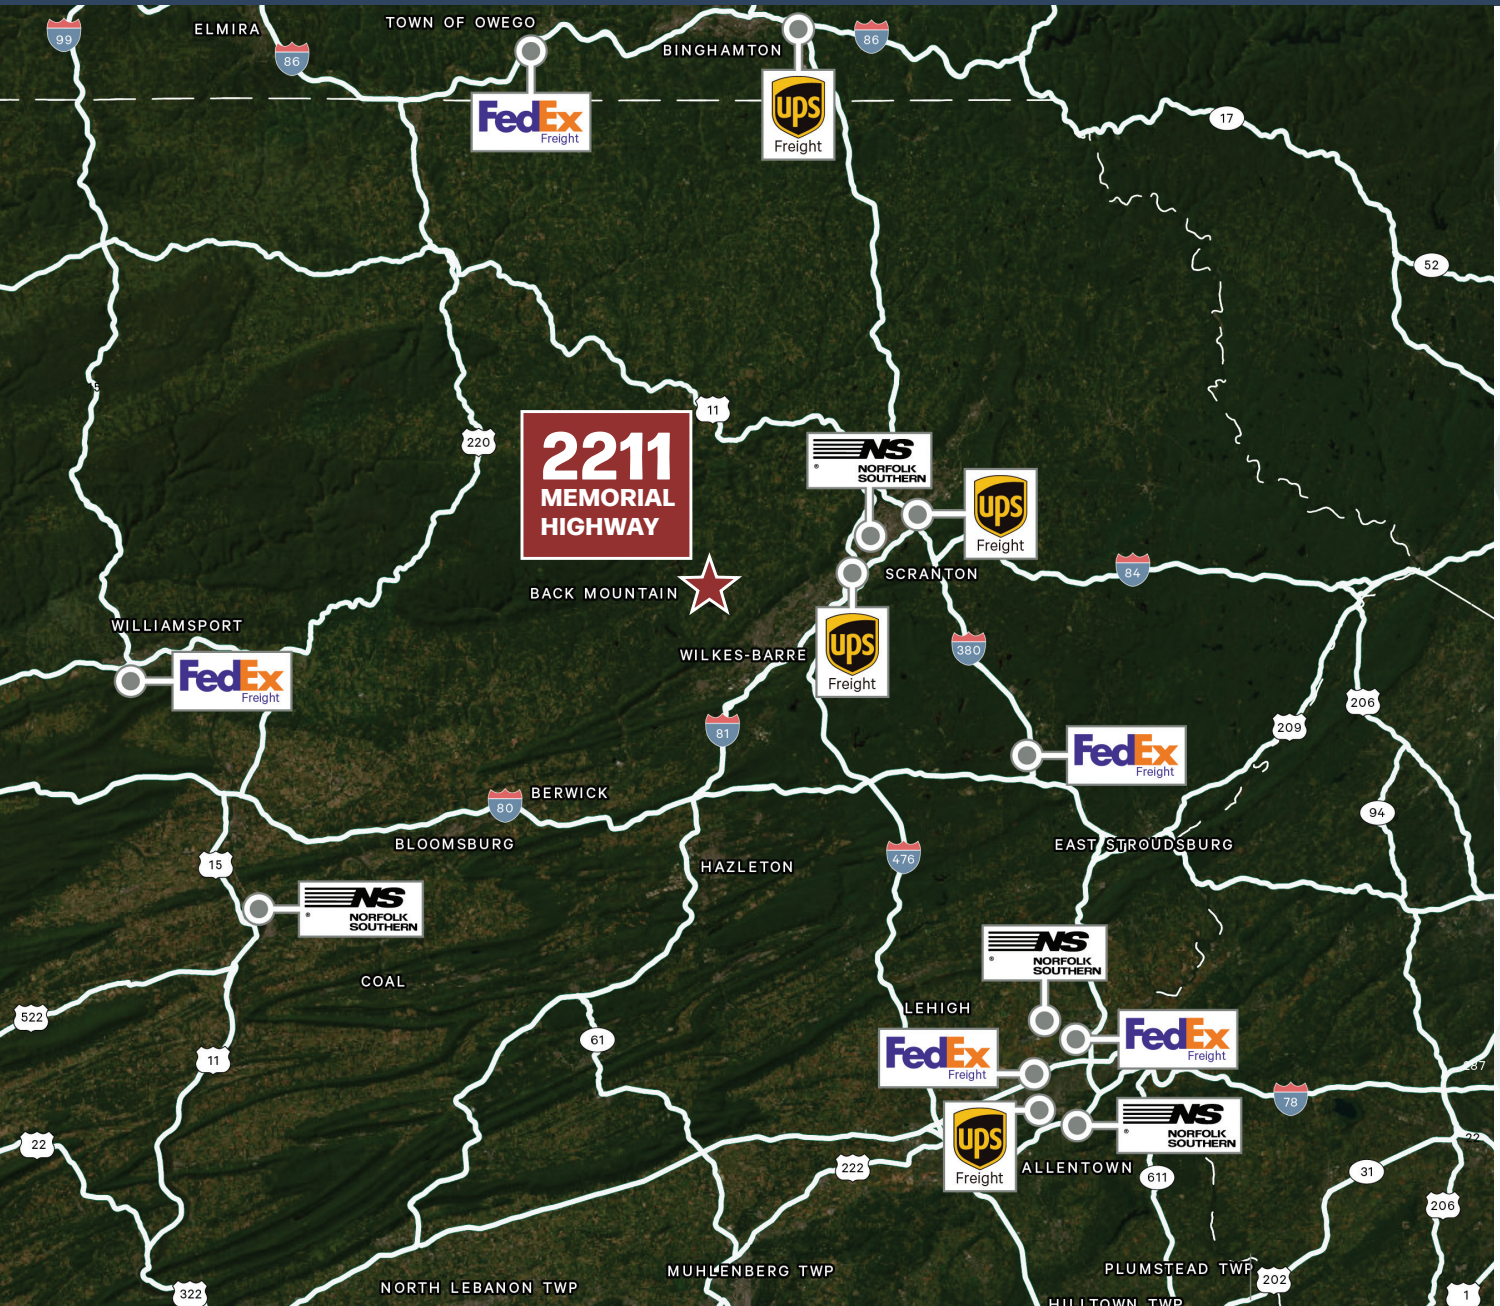 99
ELMIRA
TOWN OF OWEGO
86
BINGHAMTON
86
FedEx
Freight
ups
Freight
17
52
11
220
2211
MEMORIAL
HIGHWAY
NS
NORFOLK
SOUTHERN
ups
Freight
SCRANTON
84
BACK MOUNTAIN
WILLIAMSPORT
FedEx
Freight
WILKES-BARRE
ups
Freight
380
206
209
81
FedEx
Freight
80
BERWICK
94
BLOOMSBURG
EAST STROUDSBURG
476
15
HAZLETON
NS
NORFOLK
SOUTHERN
NS
NORFOLK
SOUTHERN
COAL
LEHIGH
522
61
11
FedEx
Freight
FedEx
Freight
287
78
ups
Freight
NS
NORFOLK
SOUTHERN
22
22
222
ALLENTOWN
611
31
206
MUHLENBERG TWP
PLUMSTEAD TWP
202
NORTH LEBANON TWP
322
1
HILLTOWN TWP